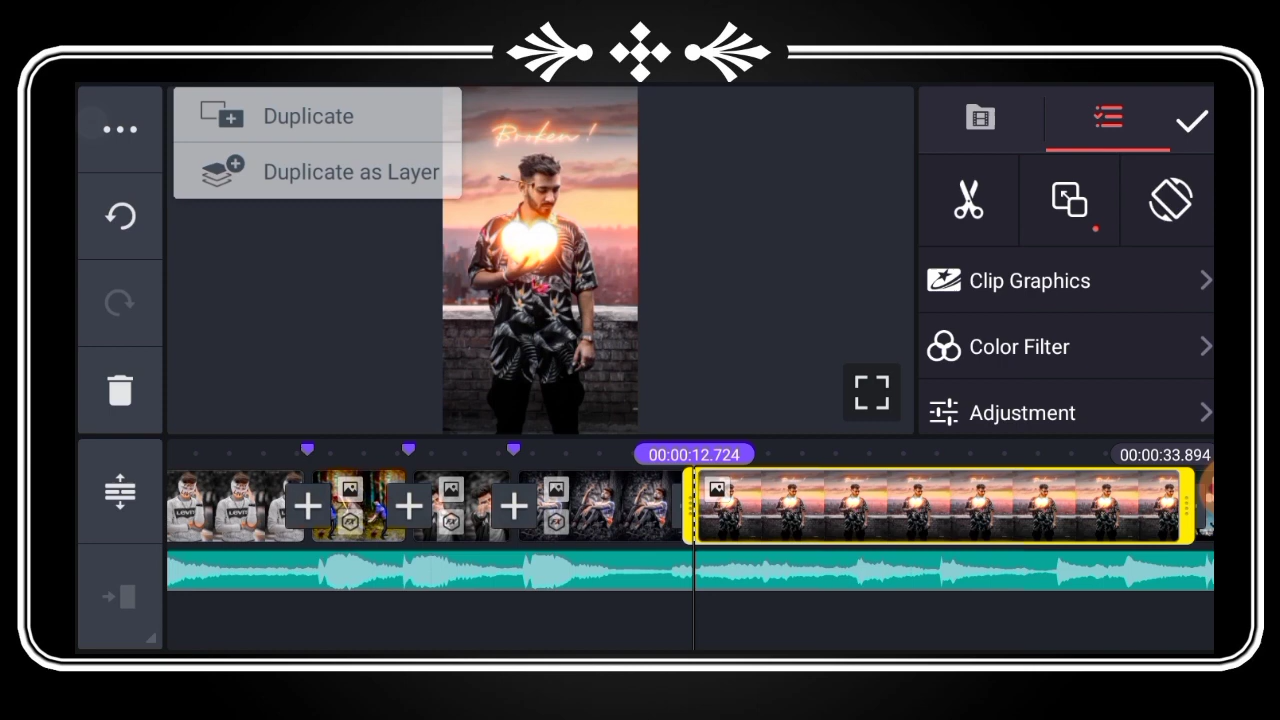 Duplicate
Duplicate as Layer
Broken !
Clip Graphics
Color Filter
Adjustment
00:00:12.724
00:00:33.894